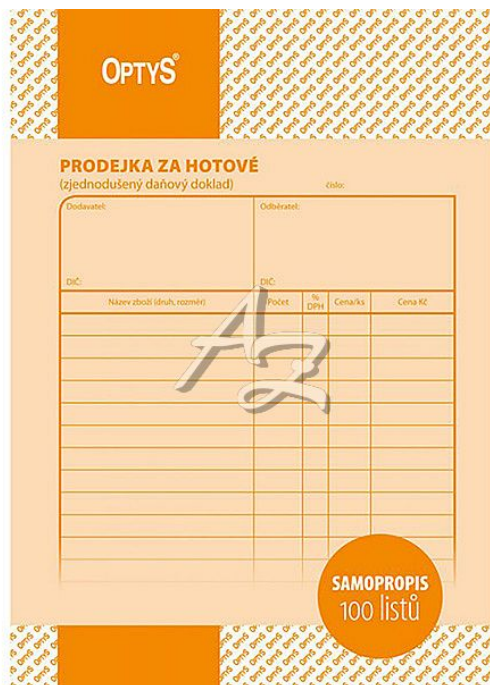 OPTYS®
PRODEJKA ZA HOTOVÉ
(zjednodušený daňový doklad) číslo:
Dodavatel: Odběratel:
DIČ: DIČ:
Název zboží (druh, rozměr) Počet % DPH Cena/ks Cena Kč
AZ
SAMOPROPIS
100 listů